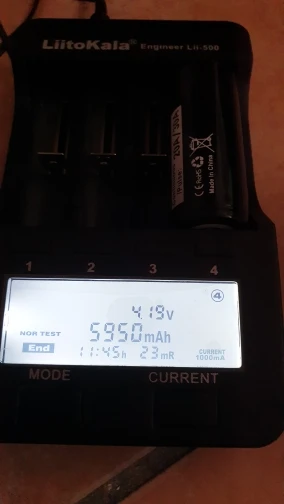 LiitoKala® Engineer Lii-500
Made in China
1 2 3 4
④
4.19v
NOR TEST
5950mAh
End
11:45h 23mR
CURRENT
1000mA
MODE CURRENT